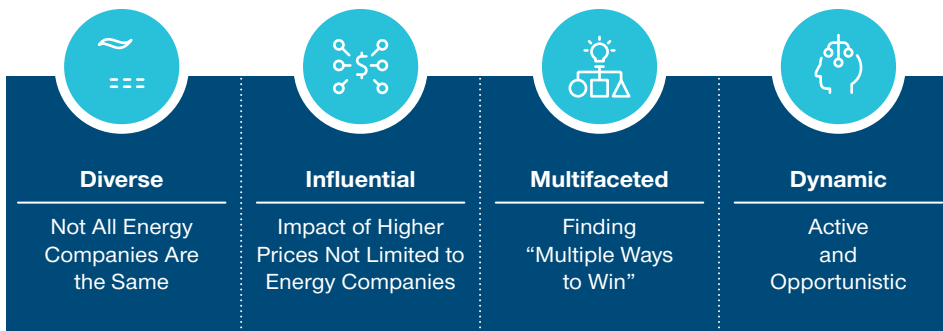 Diverse
Not All Energy
Companies Are
the Same
Influential
Impact of Higher
Prices Not Limited to
Energy Companies
Multifaceted
Finding
“Multiple Ways
to Win”
Dynamic
Active
and
Opportunistic